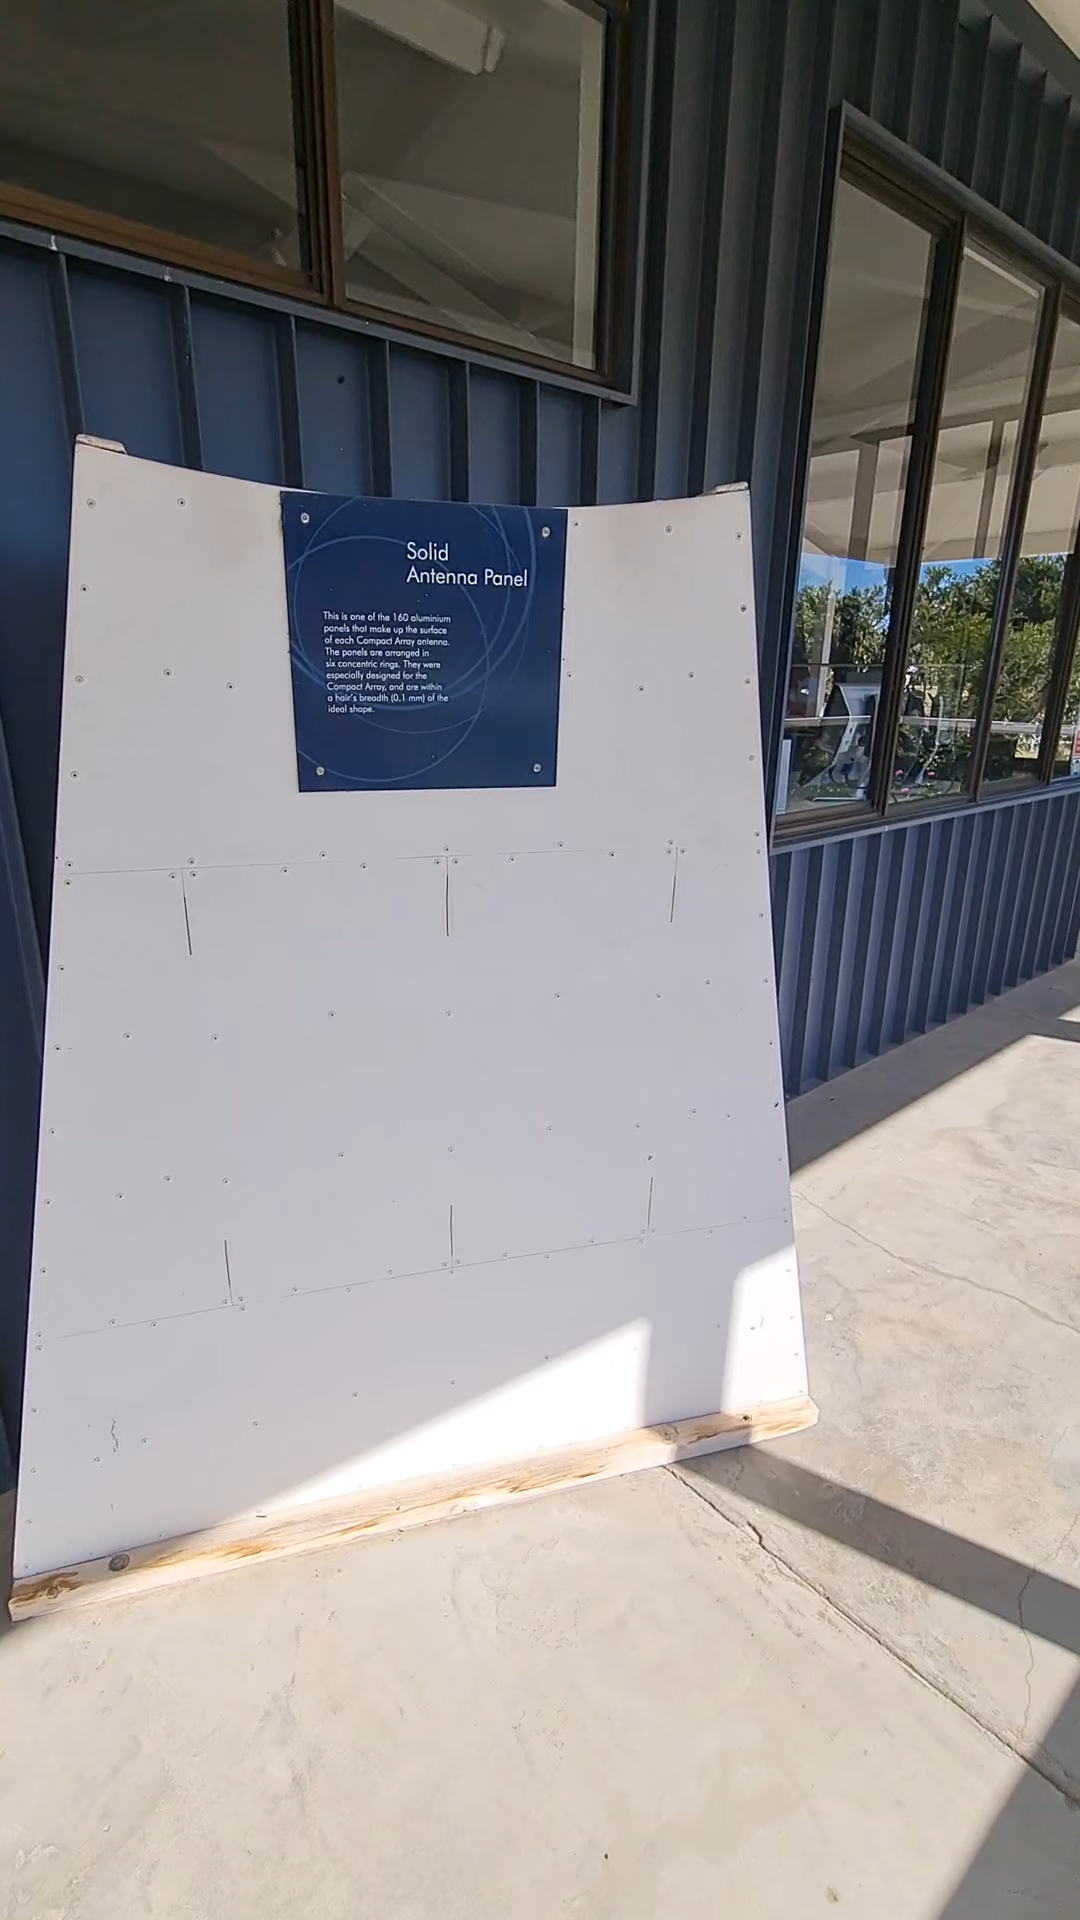 Solid
Antenna Panel
This is one of the 160 aluminium
panels that make up the surface
of each Compact Array antenna.
The panels are arranged in
six concentric rings. They were
especially designed for the
Compact Array, and are within
a hair's breadth (0.1 mm) of the
ideal shape.